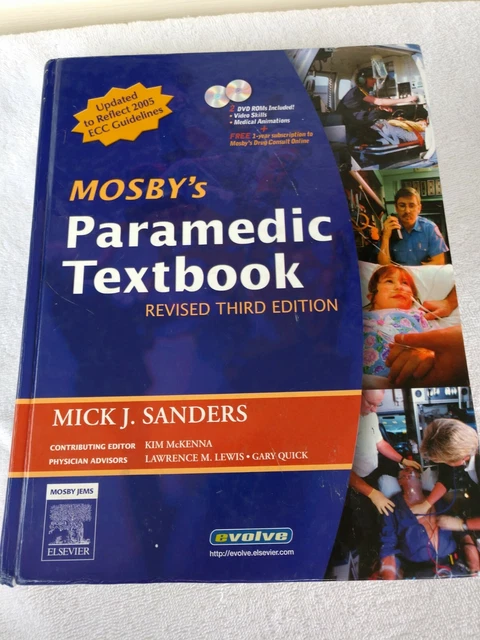 Updated
to Reflect 2005
ECC Guidelines
2 DVD ROMs Included!
• Video Skills
• Medical Animations
+
FREE 1-year subscription to
Mosby's Drug Consult Online
MOSBY's
Paramedic
Textbook
REVISED THIRD EDITION
MICK J. SANDERS
CONTRIBUTING EDITOR KIM McKENNA
PHYSICIAN ADVISORS LAWRENCE M. LEWIS • GARY QUICK
MOSBY JEMS
ELSEVIER
evolve
http://evolve.elsevier.com